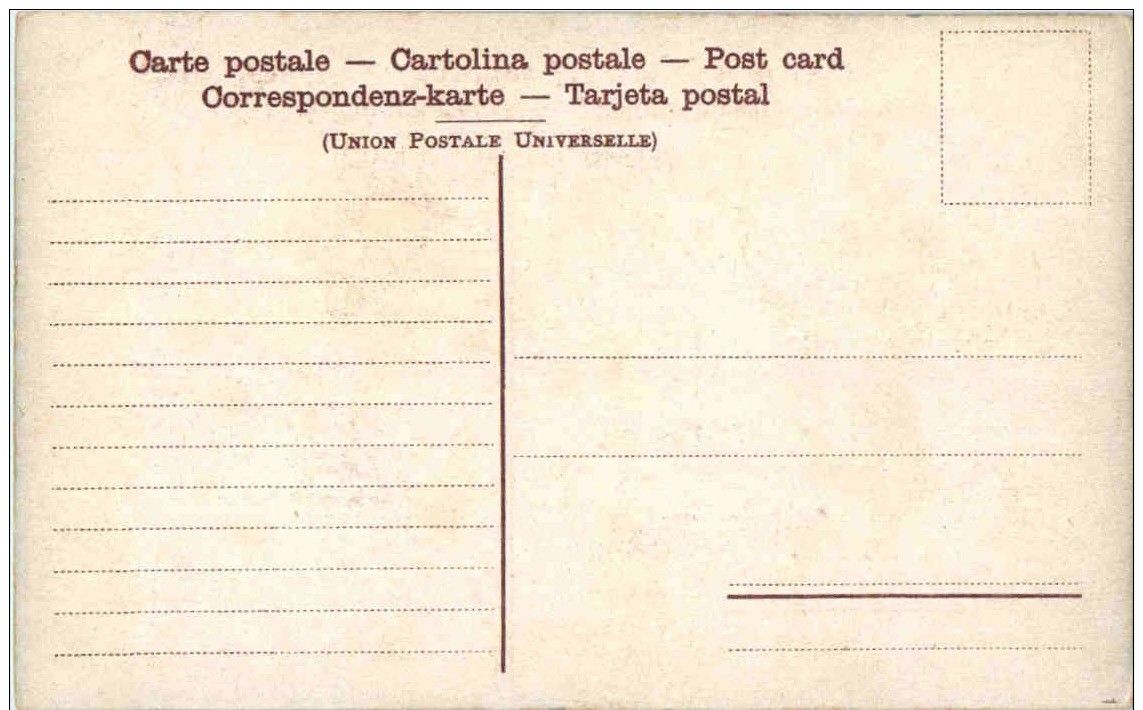 Carte postale — Cartolina postale — Post card
Correspondenz-karte — Tarjeta postal
(Union Postale Universelle)